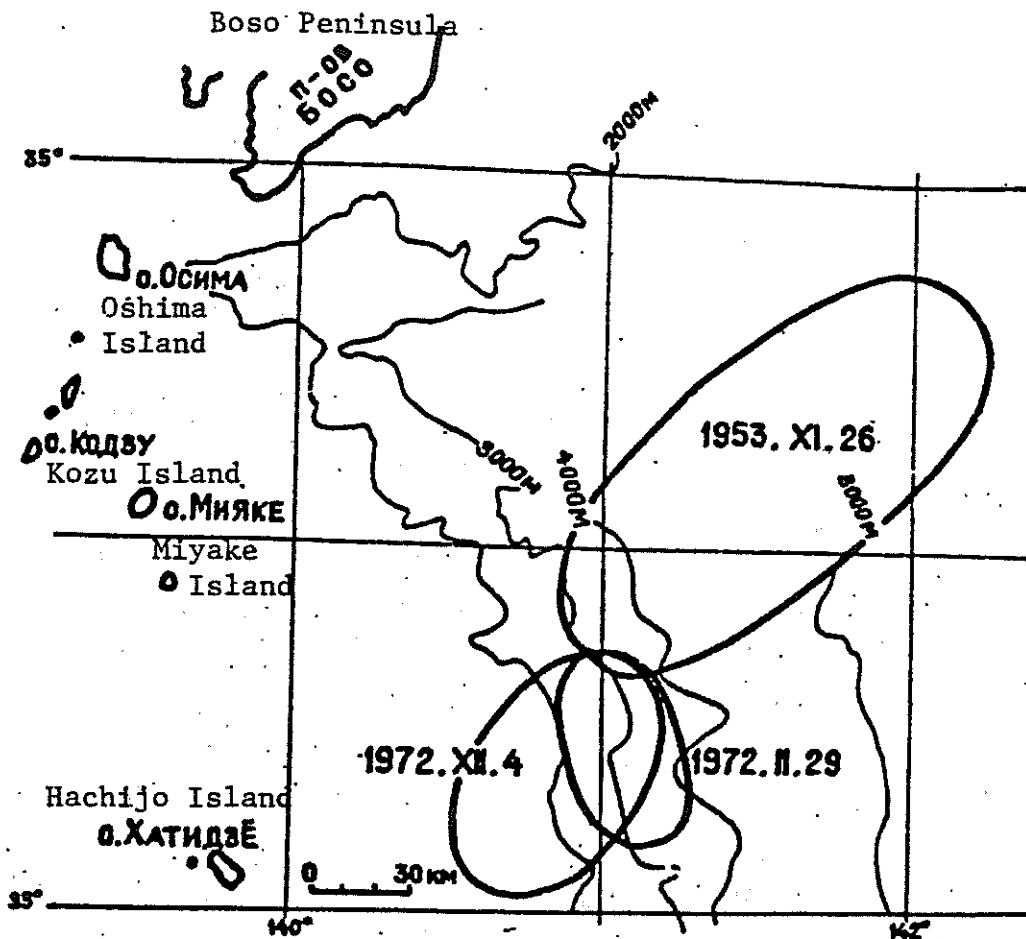 Boso Peninsula
п-ов
БОСО
2000м
35°
о.ОСИМА
Oshima
Island
1953. XI. 26
о.КОДЗУ
Kozu Island
3000м
4000м
8000м
о.МИЯКЕ
Miyake
Island
1972. XII. 4
1972. II. 29
Hachijo Island
о.ХАТИДЗЁ
0 30 км
33°
140°
142°